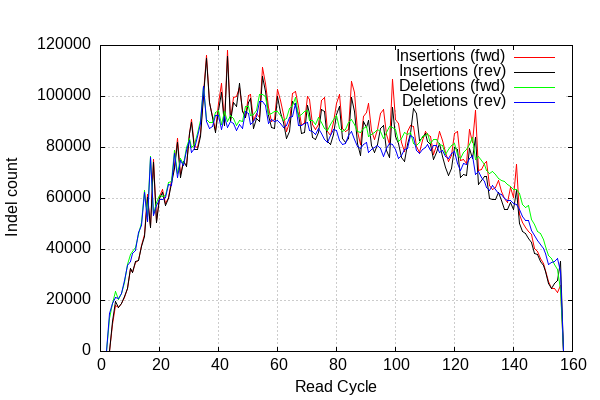 120000
100000
80000
60000
40000
20000
0
Indel count
Insertions (fwd)
Insertions (rev)
Deletions (fwd)
Deletions (rev)
0 20 40 60 80 100 120 140 160
Read Cycle